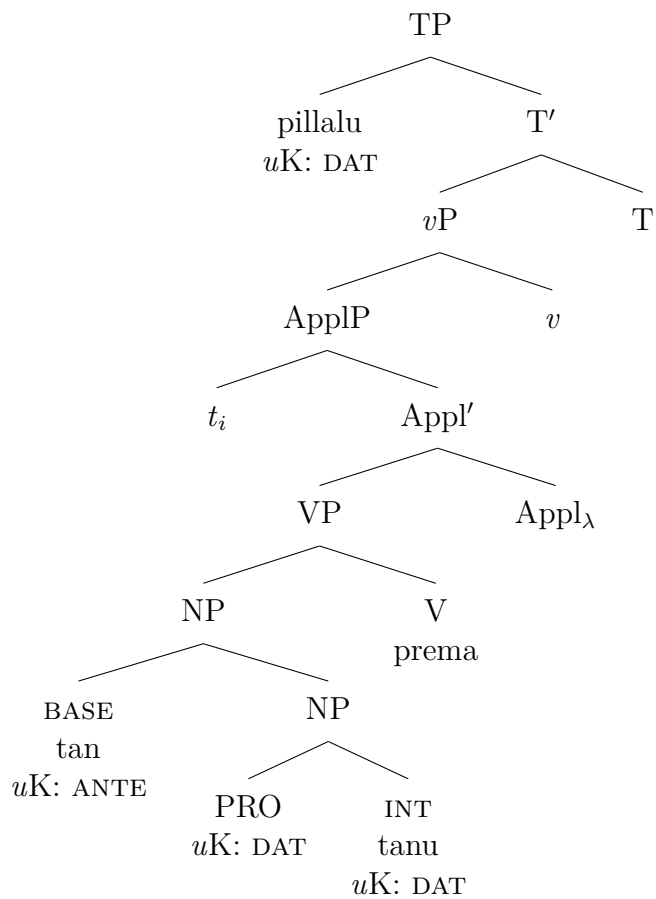 TP
pillalu T′
uK: DAT
vP T
ApplP v
t_i Appl′
VP Appl_λ
NP V
prema
BASE NP
tan
uK: ANTE
PRO INT
uK: DAT tanu
uK: DAT